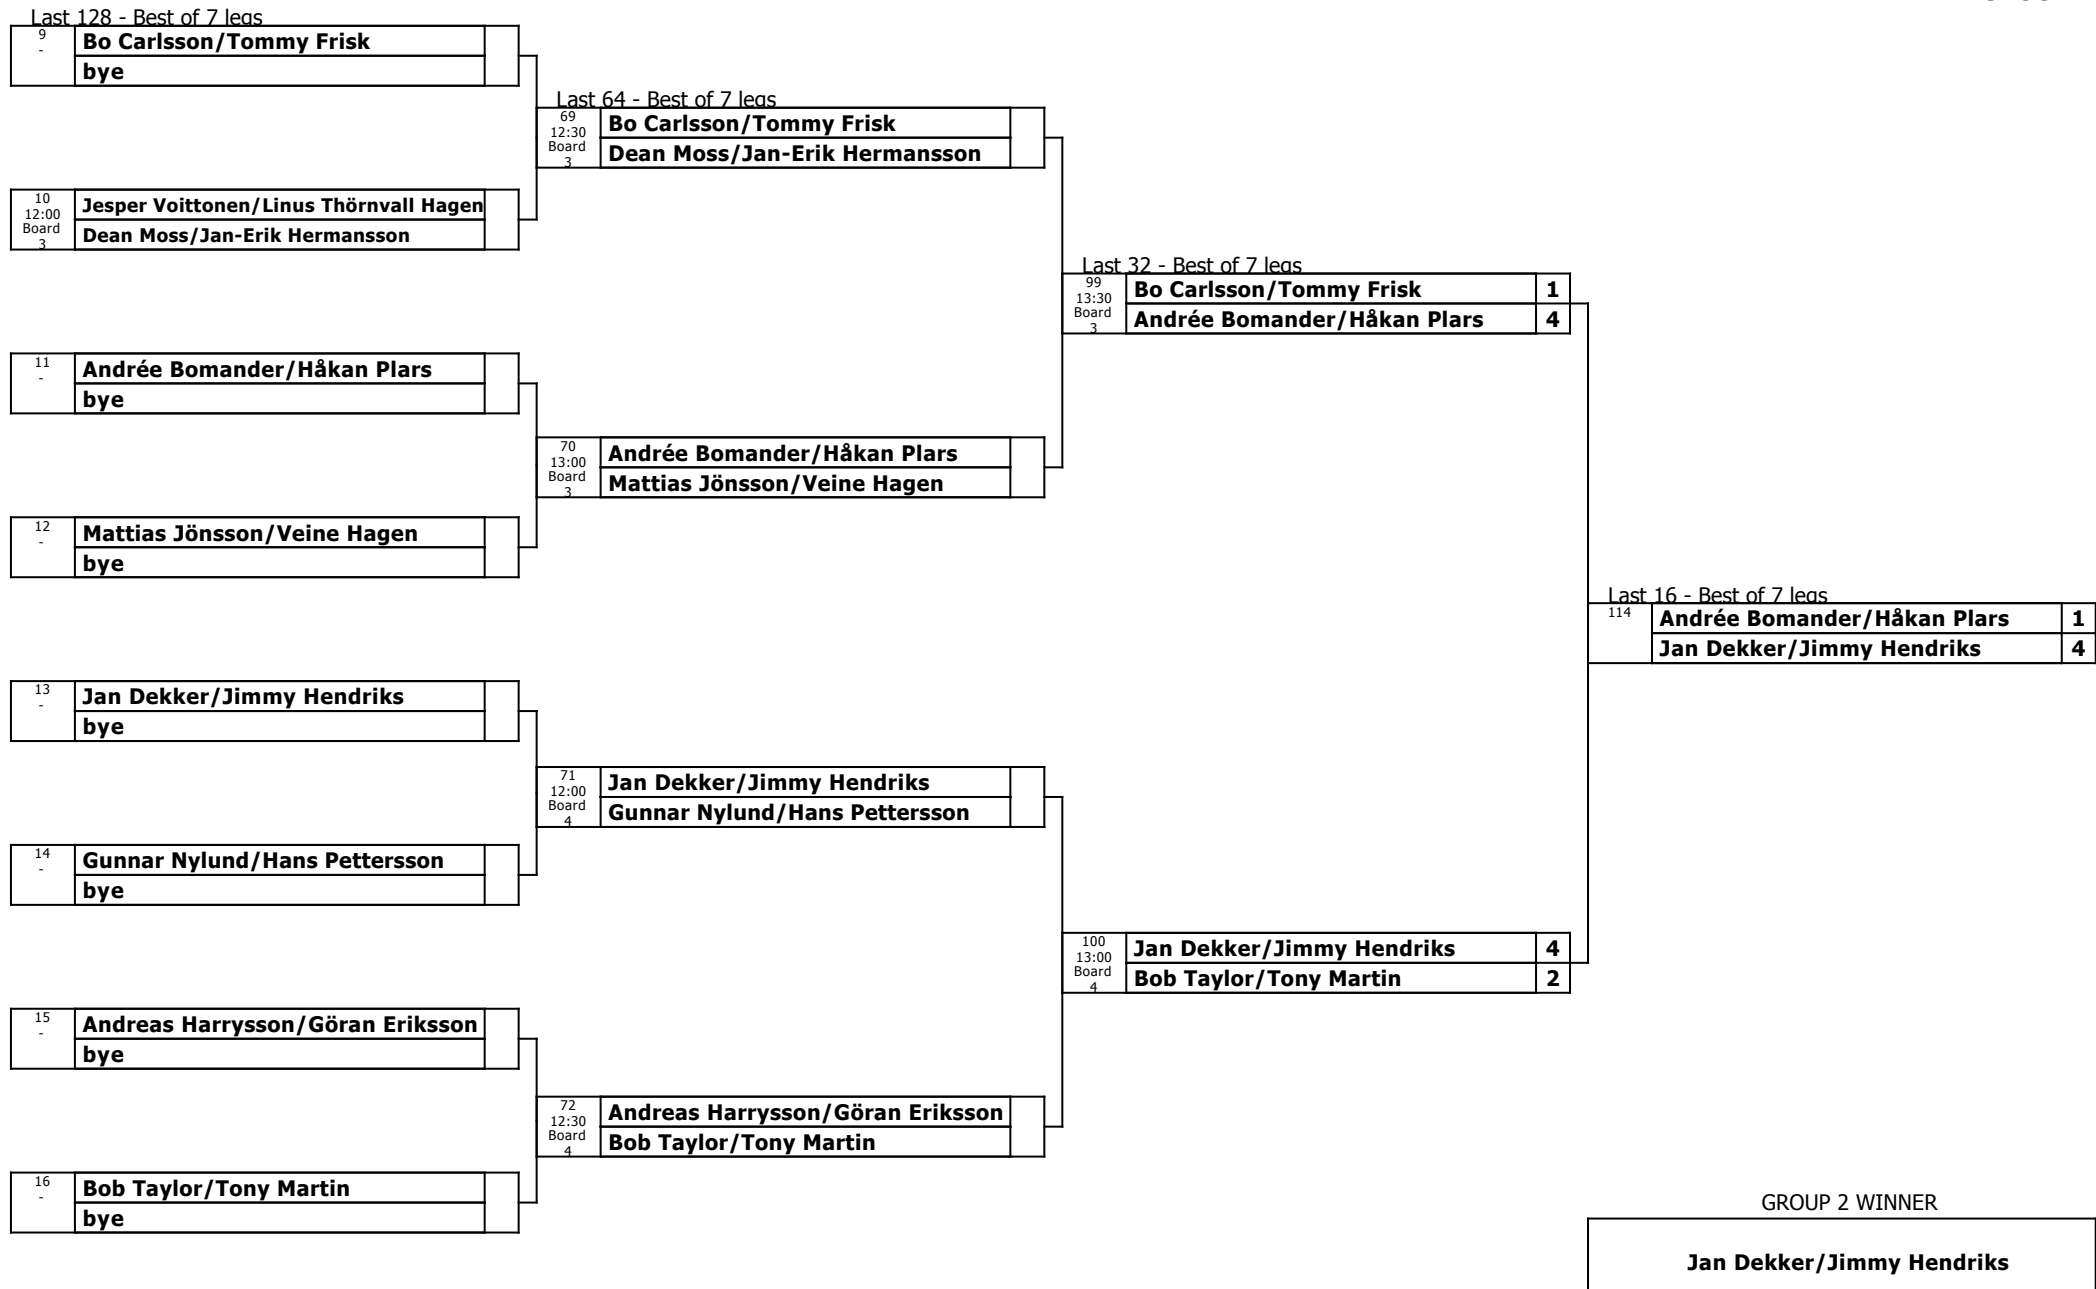 Last 128 - Best of 7 legs
9
-
Bo Carlsson/Tommy Frisk
bye
10
12:00
Board
3
Jesper Voittonen/Linus Thörnvall Hagen
Dean Moss/Jan-Erik Hermansson
11
-
Andrée Bomander/Håkan Plars
bye
12
-
Mattias Jönsson/Veine Hagen
bye
13
-
Jan Dekker/Jimmy Hendriks
bye
14
-
Gunnar Nylund/Hans Pettersson
bye
15
-
Andreas Harrysson/Göran Eriksson
bye
16
-
Bob Taylor/Tony Martin
bye
Last 64 - Best of 7 legs
69
12:30
Board
3
Bo Carlsson/Tommy Frisk
Dean Moss/Jan-Erik Hermansson
70
13:00
Board
3
Andrée Bomander/Håkan Plars
Mattias Jönsson/Veine Hagen
71
12:00
Board
4
Jan Dekker/Jimmy Hendriks
Gunnar Nylund/Hans Pettersson
72
12:30
Board
4
Andreas Harrysson/Göran Eriksson
Bob Taylor/Tony Martin
Last 32 - Best of 7 legs
99
13:30
Board
3
Bo Carlsson/Tommy Frisk 1
Andrée Bomander/Håkan Plars 4
100
13:00
Board
4
Jan Dekker/Jimmy Hendriks 4
Bob Taylor/Tony Martin 2
Last 16 - Best of 7 legs
114
Andrée Bomander/Håkan Plars 1
Jan Dekker/Jimmy Hendriks 4
GROUP 2 WINNER
Jan Dekker/Jimmy Hendriks